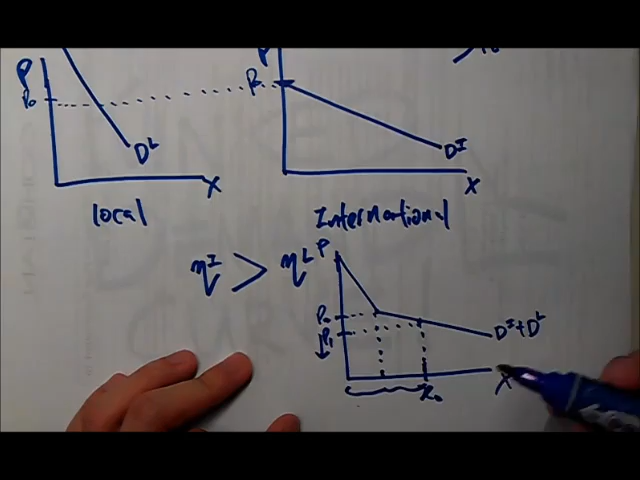 P P
P₀ P₀
Dᴸ Dᴵ
X X
local International
ηᴵ > ηᴸ P
P₀
P₁ Dᴵ+Dᴸ
X₀ X